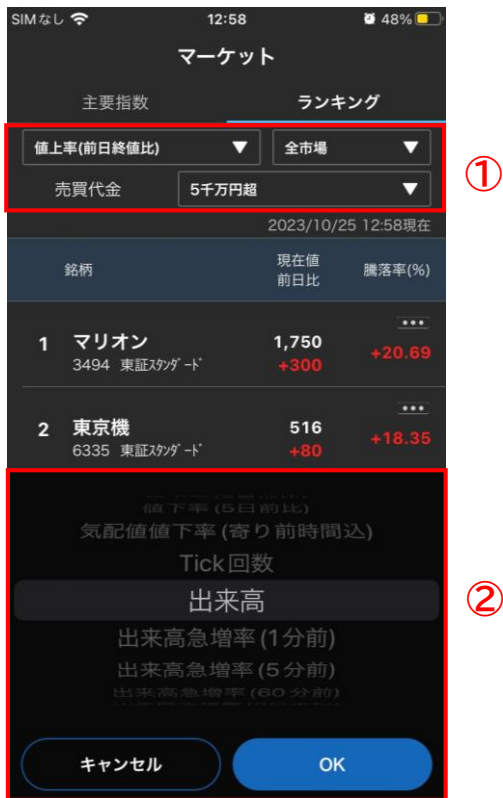 SIMなし 12:58 48%
マーケット
主要指数 ランキング
値上率(前日終値比) ▼ 全市場 ▼
①
売買代金 5千万円超 ▼
2023/10/25 12:58現在
銘柄 現在値 前日比 騰落率(%)
1 マリオン 1,750 +20.69
3494 東証スタンダード +300
2 東京機 516 +18.35
6335 東証スタンダード +80
値下率(5日前比)
気配値値下率(寄り前時間込)
Tick回数
出来高
②
出来高急増率(1分前)
出来高急増率(5分前)
出来高急増率(60分前)
キャンセル OK